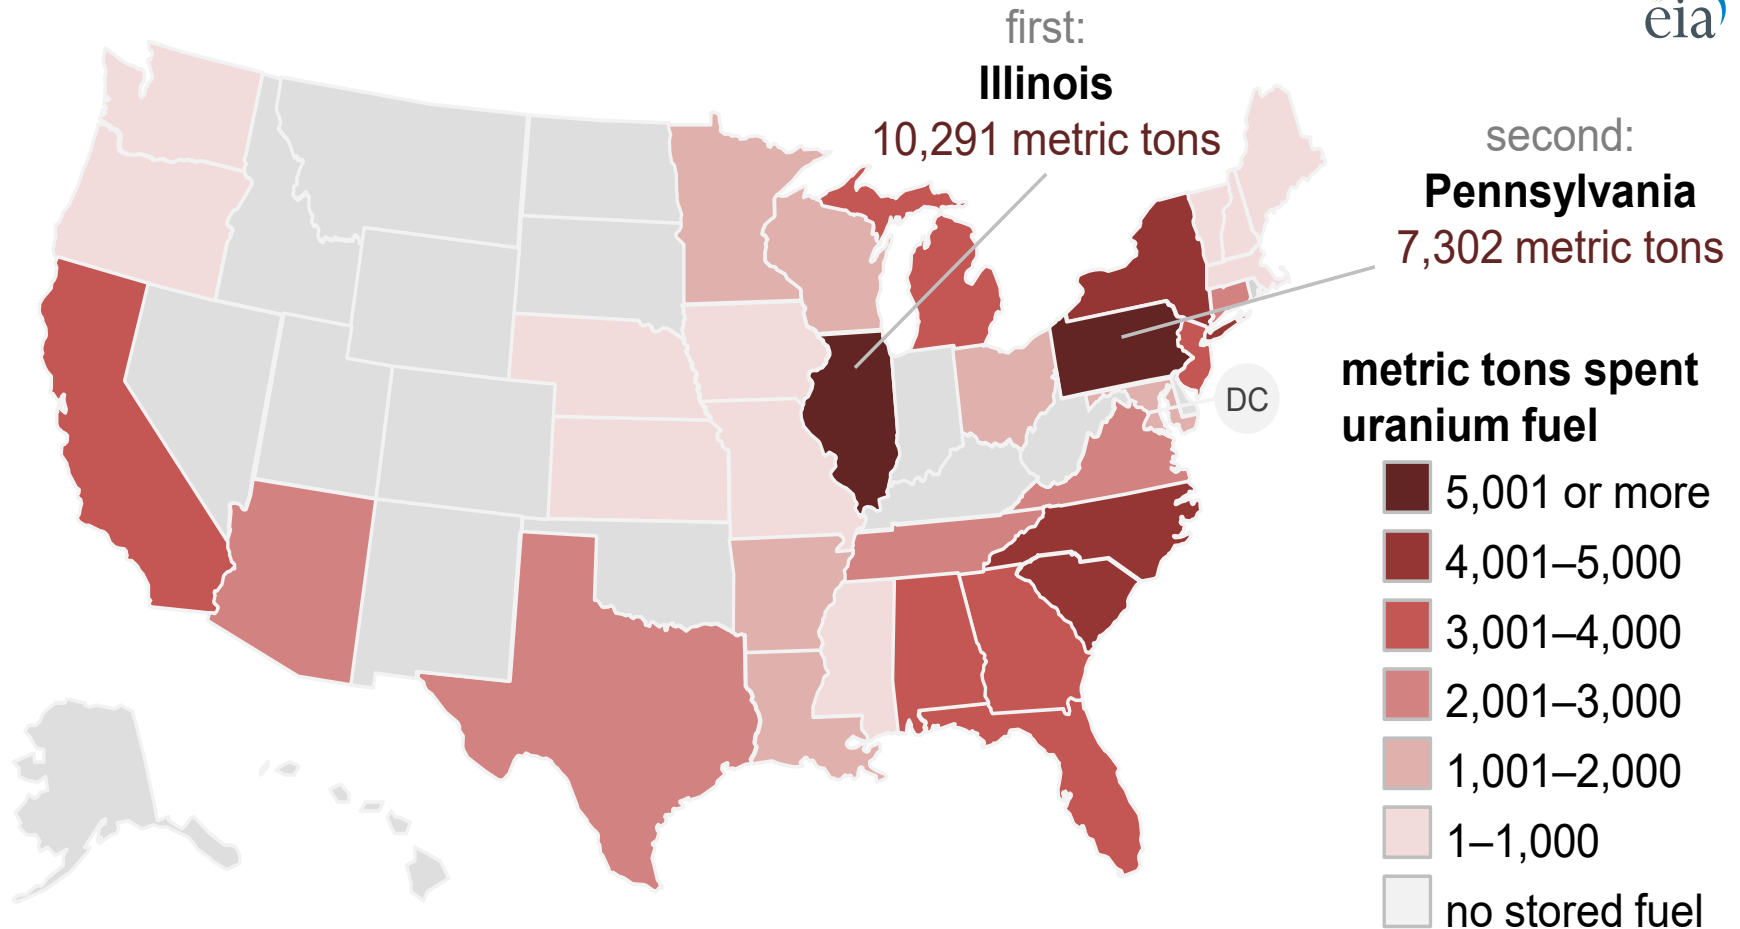 eia
first:
Illinois
10,291 metric tons
second:
Pennsylvania
7,302 metric tons
DC
metric tons spent
uranium fuel
5,001 or more
4,001–5,000
3,001–4,000
2,001–3,000
1,001–2,000
1–1,000
no stored fuel